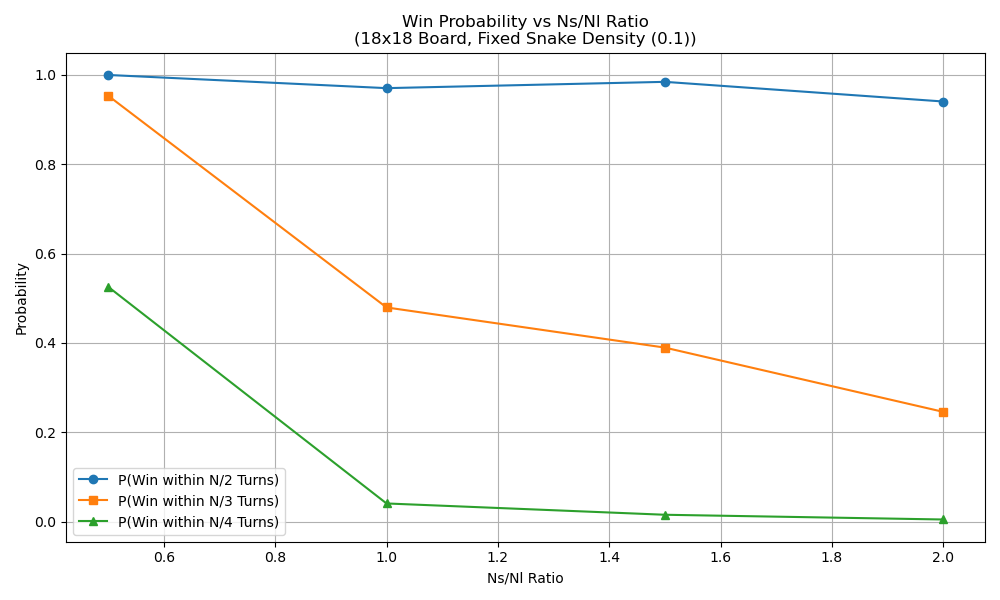 Win Probability vs Ns/Nl Ratio
(18x18 Board, Fixed Snake Density (0.1))
Probability
1.0
0.8
0.6
0.4
0.2
0.0
P(Win within N/2 Turns)
P(Win within N/3 Turns)
P(Win within N/4 Turns)
0.6 0.8 1.0 1.2 1.4 1.6 1.8 2.0
Ns/Nl Ratio